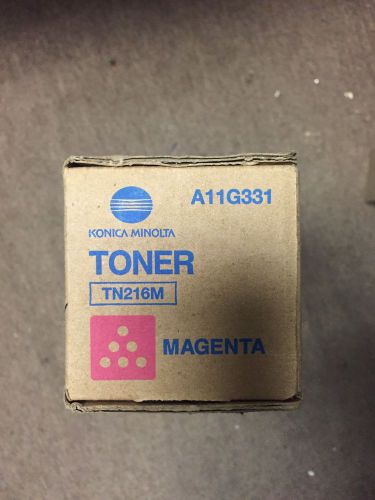 A11G331
KONICA MINOLTA
TONER
TN216M
MAGENTA